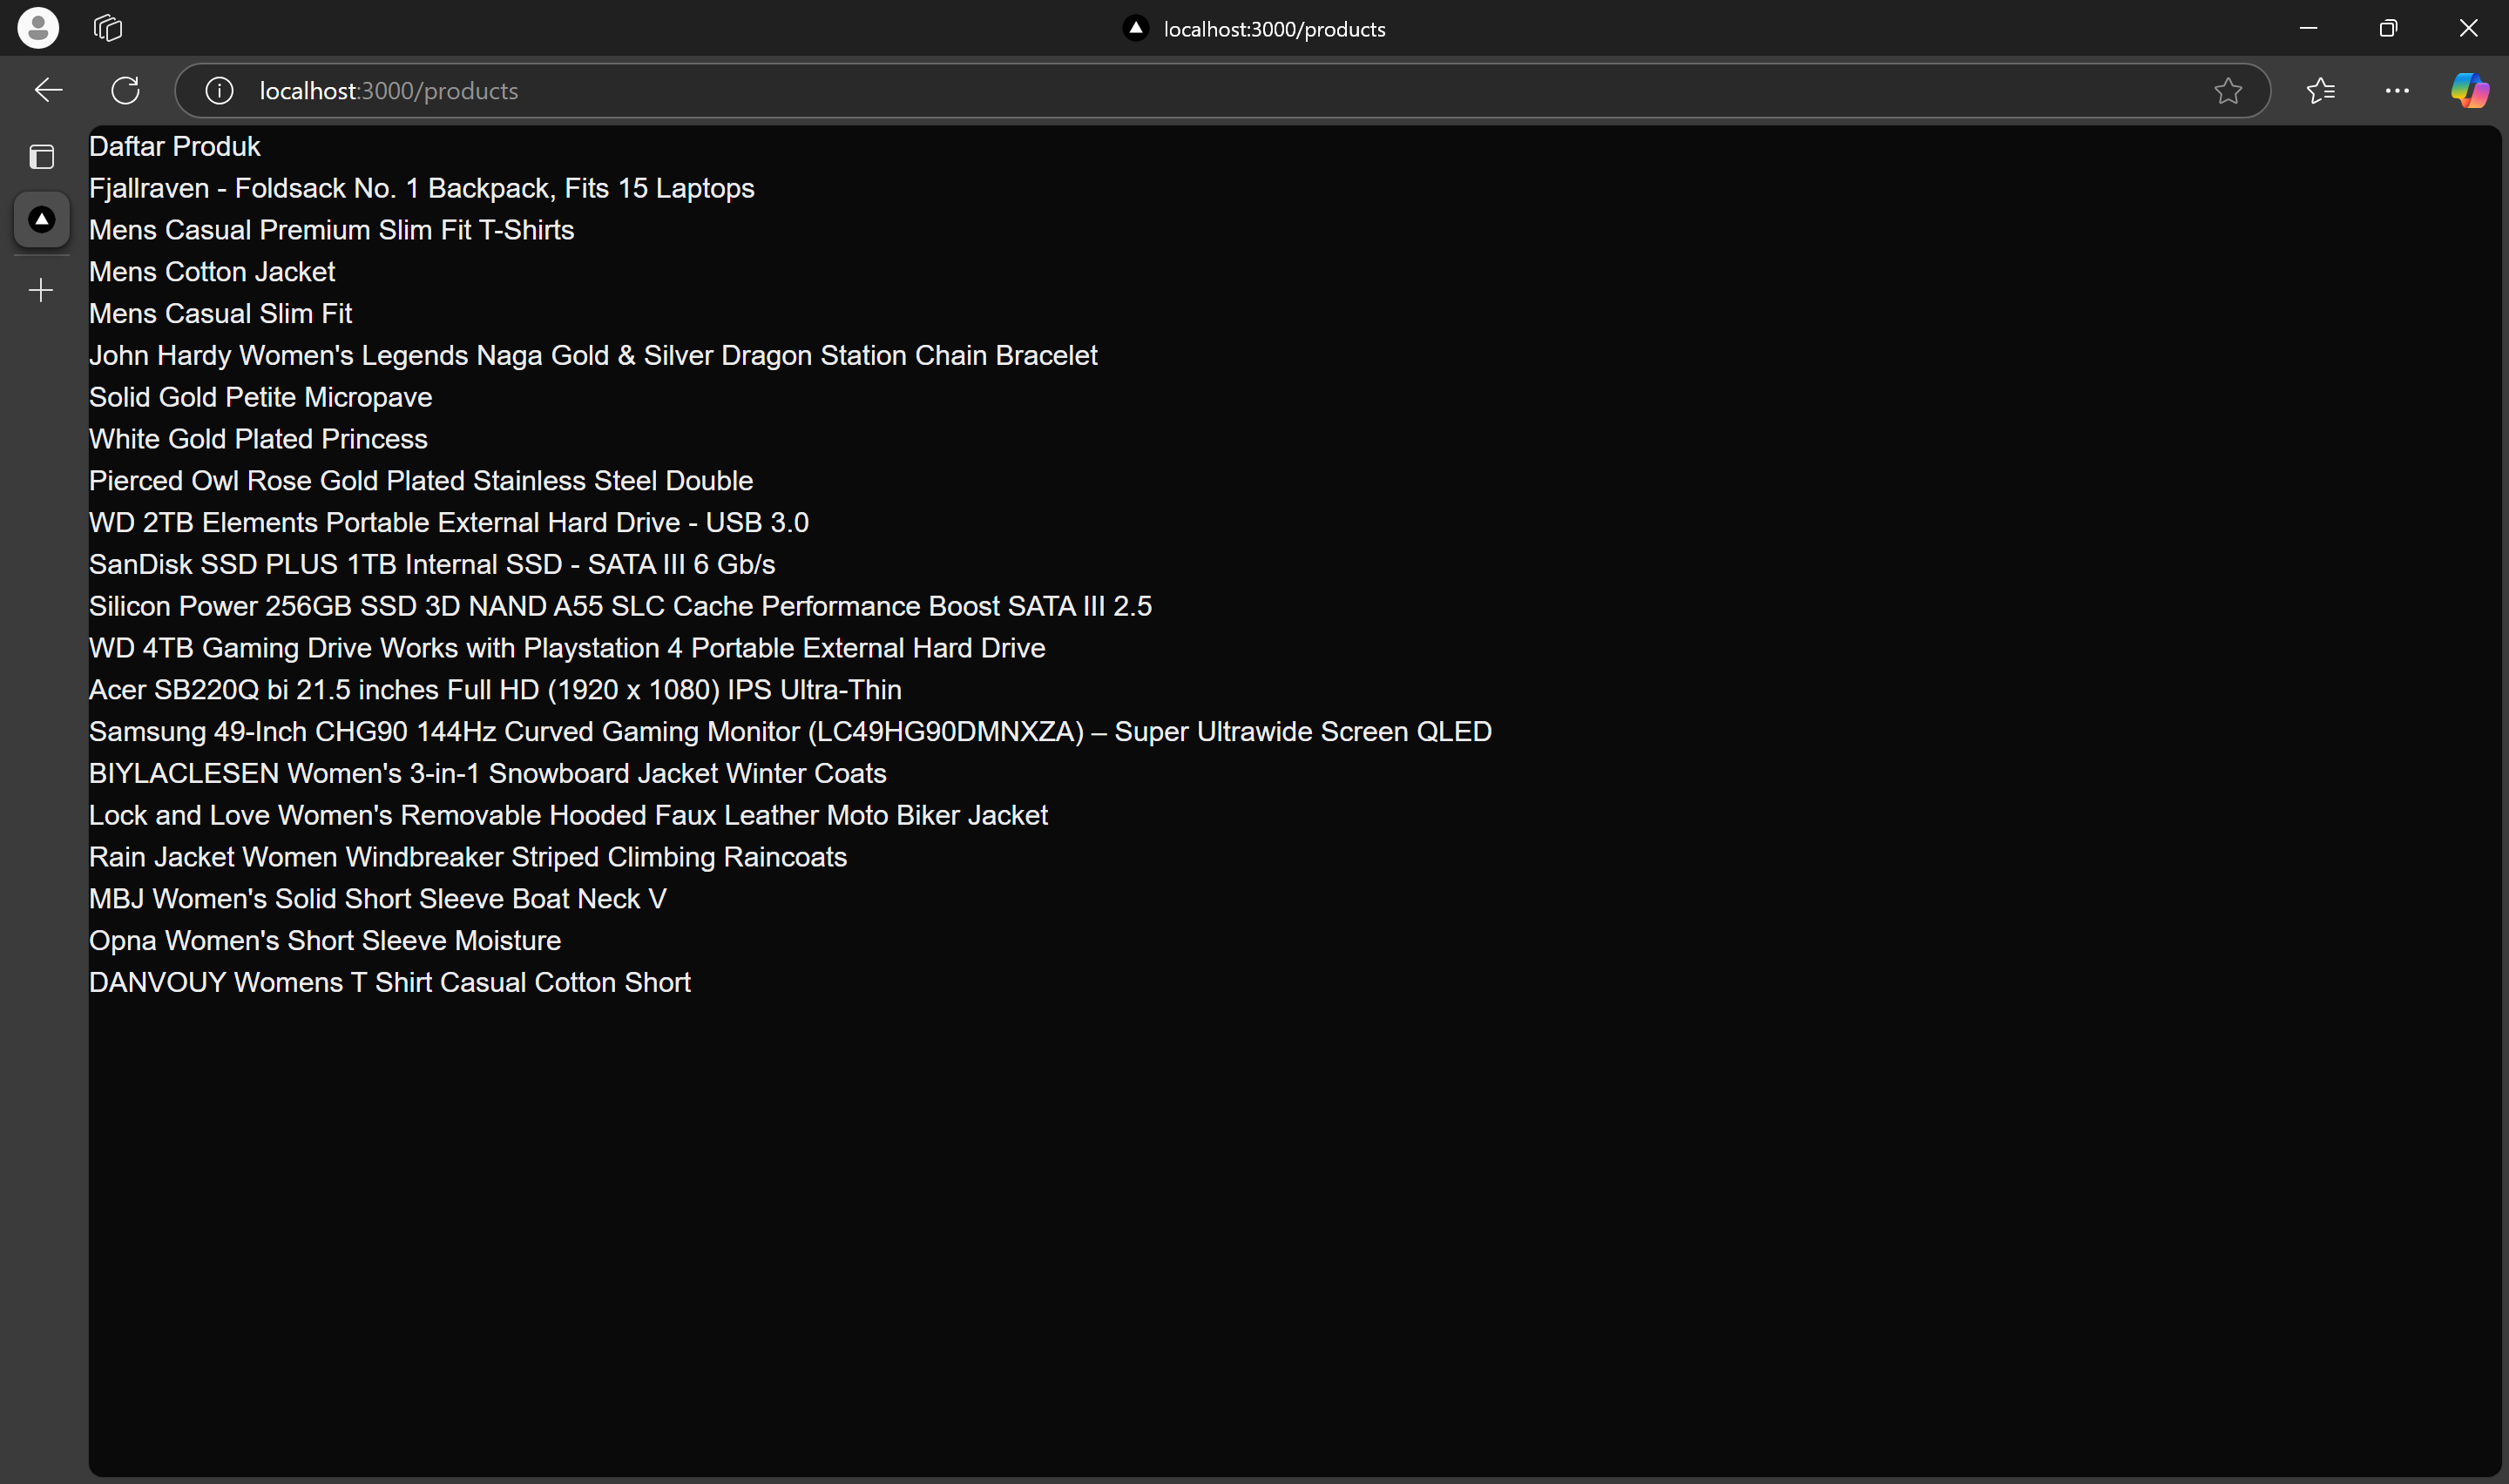 localhost:3000/products
localhost:3000/products
Daftar Produk
Fjallraven - Foldsack No. 1 Backpack, Fits 15 Laptops
Mens Casual Premium Slim Fit T-Shirts
Mens Cotton Jacket
Mens Casual Slim Fit
John Hardy Women's Legends Naga Gold & Silver Dragon Station Chain Bracelet
Solid Gold Petite Micropave
White Gold Plated Princess
Pierced Owl Rose Gold Plated Stainless Steel Double
WD 2TB Elements Portable External Hard Drive - USB 3.0
SanDisk SSD PLUS 1TB Internal SSD - SATA III 6 Gb/s
Silicon Power 256GB SSD 3D NAND A55 SLC Cache Performance Boost SATA III 2.5
WD 4TB Gaming Drive Works with Playstation 4 Portable External Hard Drive
Acer SB220Q bi 21.5 inches Full HD (1920 x 1080) IPS Ultra-Thin
Samsung 49-Inch CHG90 144Hz Curved Gaming Monitor (LC49HG90DMNXZA) – Super Ultrawide Screen QLED
BIYLACLESEN Women's 3-in-1 Snowboard Jacket Winter Coats
Lock and Love Women's Removable Hooded Faux Leather Moto Biker Jacket
Rain Jacket Women Windbreaker Striped Climbing Raincoats
MBJ Women's Solid Short Sleeve Boat Neck V
Opna Women's Short Sleeve Moisture
DANVOUY Womens T Shirt Casual Cotton Short